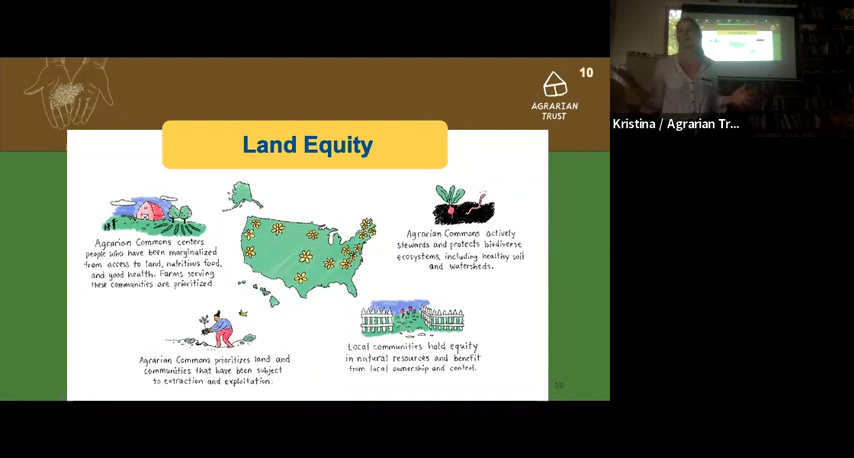 10
AGRARIAN
TRUST
Kristina / Agrarian Tr...
Land Equity
Agrarian Commons centers
people who have been marginalized
from access to land, nutritious food,
and good health. Farms serving
these communities are prioritized.
Agrarian Commons actively
stewards and protects biodiverse
ecosystems, including healthy soil
and watersheds.
Agrarian Commons prioritizes land and
communities that have been subject
to extraction and exploitation.
Local communities hold equity
in natural resources and benefit
from local ownership and control.
10